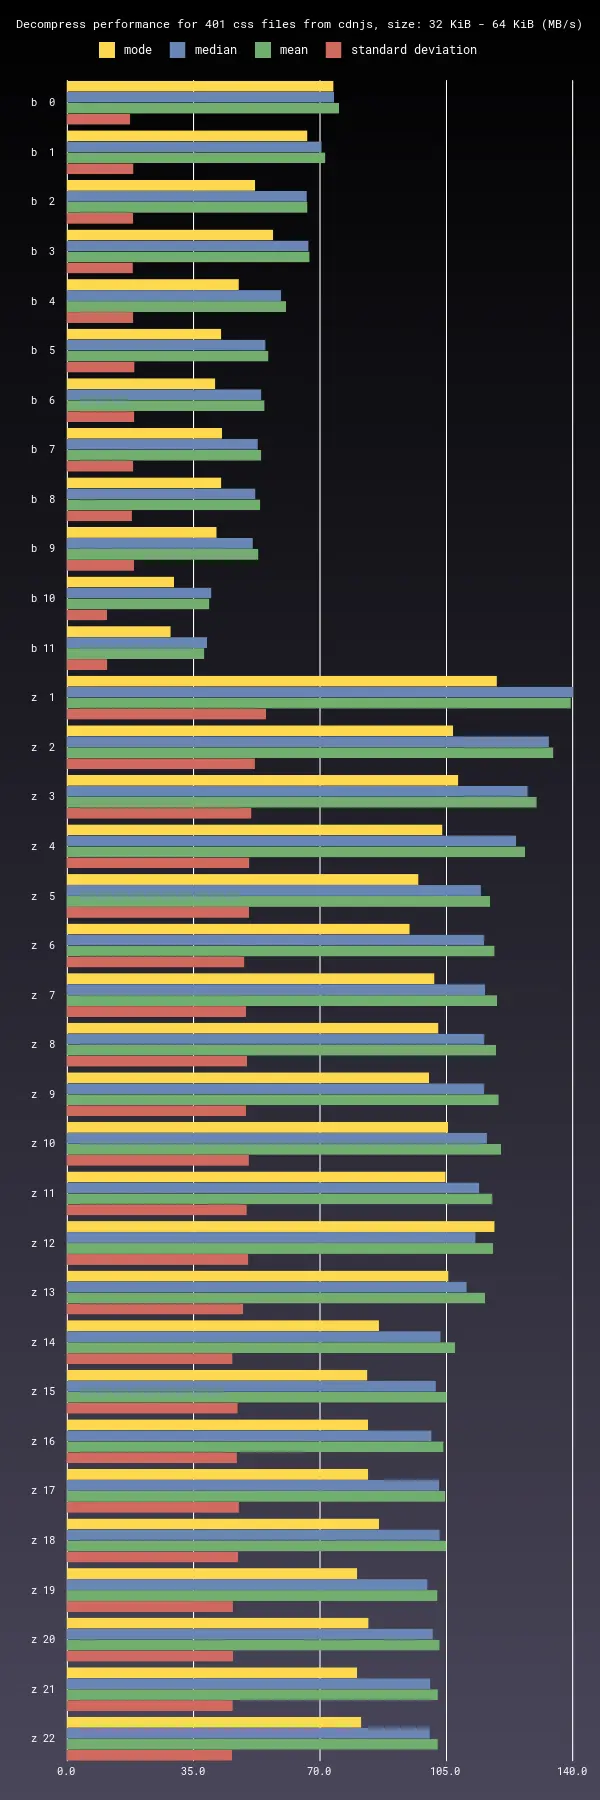 Decompress performance for 401 css files from cdnjs, size: 32 KiB - 64 KiB (MB/s)
mode median mean standard deviation
b 0
b 1
b 2
b 3
b 4
b 5
b 6
b 7
b 8
b 9
b 10
b 11
z 1
z 2
z 3
z 4
z 5
z 6
z 7
z 8
z 9
z 10
z 11
z 12
z 13
z 14
z 15
z 16
z 17
z 18
z 19
z 20
z 21
z 22
0.0 35.0 70.0 105.0 140.0